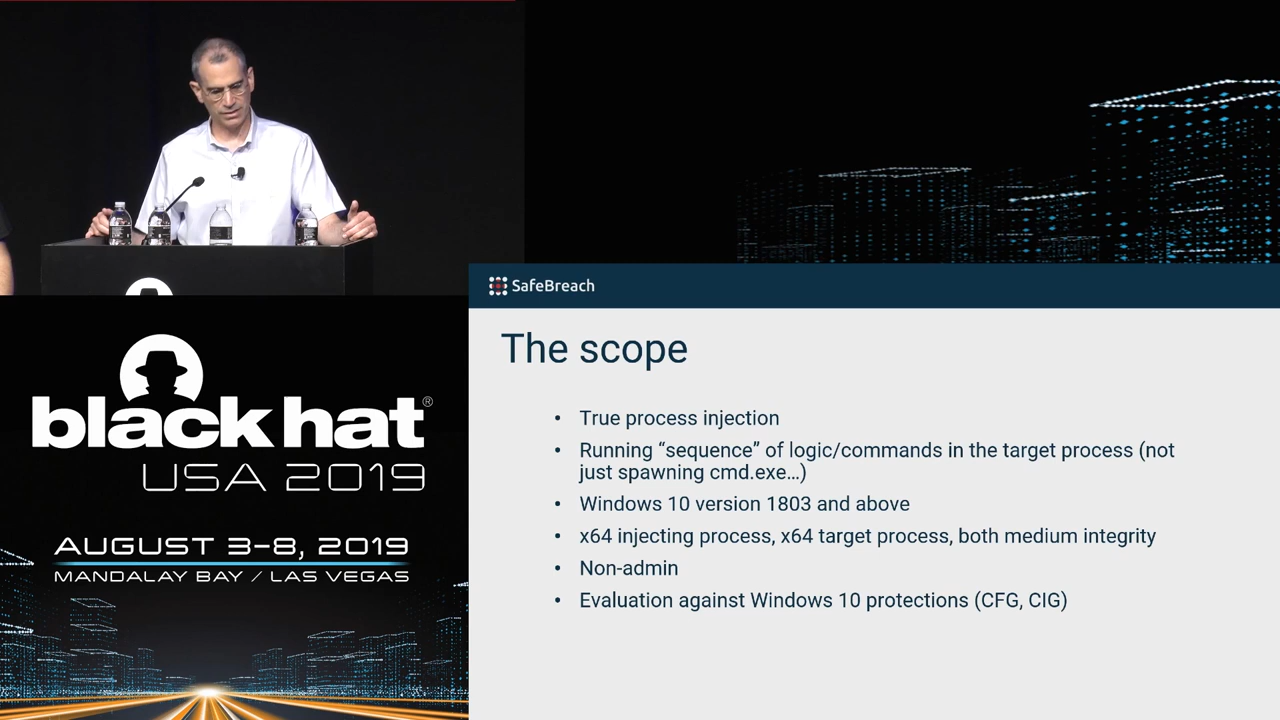 SafeBreach
The scope
• True process injection
• Running “sequence” of logic/commands in the target process (not
just spawning cmd.exe…)
• Windows 10 version 1803 and above
• x64 injecting process, x64 target process, both medium integrity
• Non-admin
• Evaluation against Windows 10 protections (CFG, CIG)
black hat®
USA 2019
AUGUST 3-8, 2019
MANDALAY BAY / LAS VEGAS